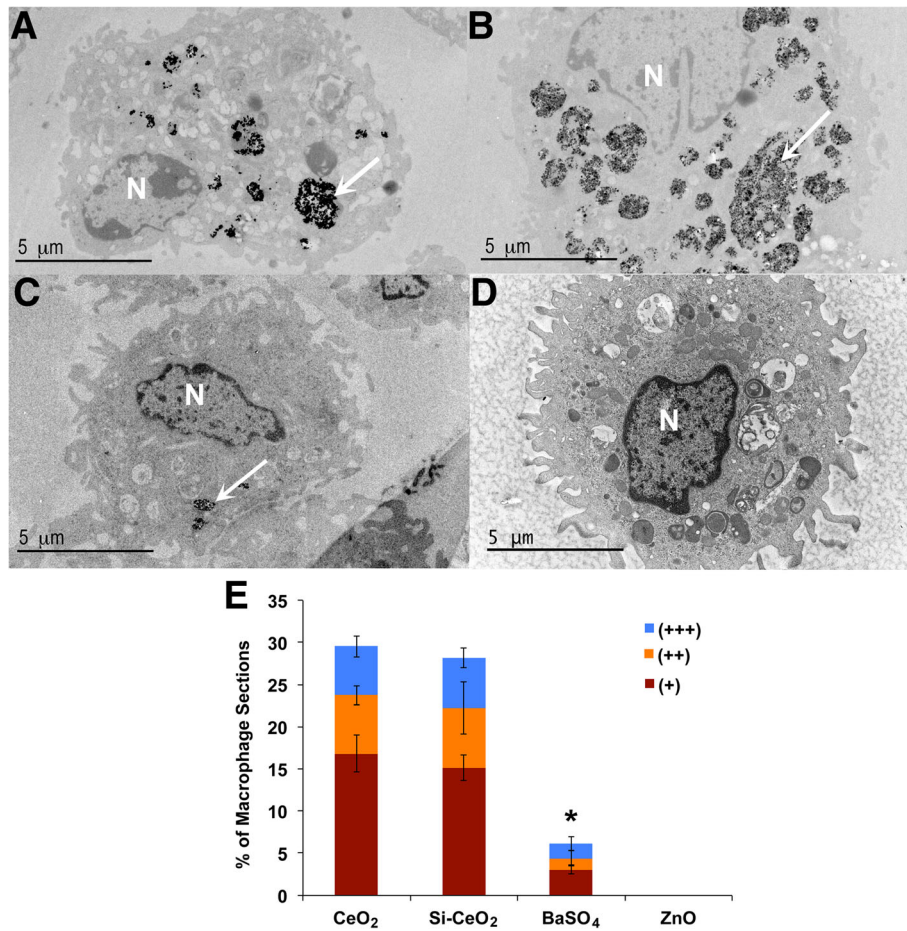 A
N
5 μm
B
N
5 μm
C
N
5 μm
D
N
5 μm
E
35
30
25
20
15
10
5
0
% of Macrophage Sections
(+++)
(++)
(+)
*
CeO₂
Si-CeO₂
BaSO₄
ZnO